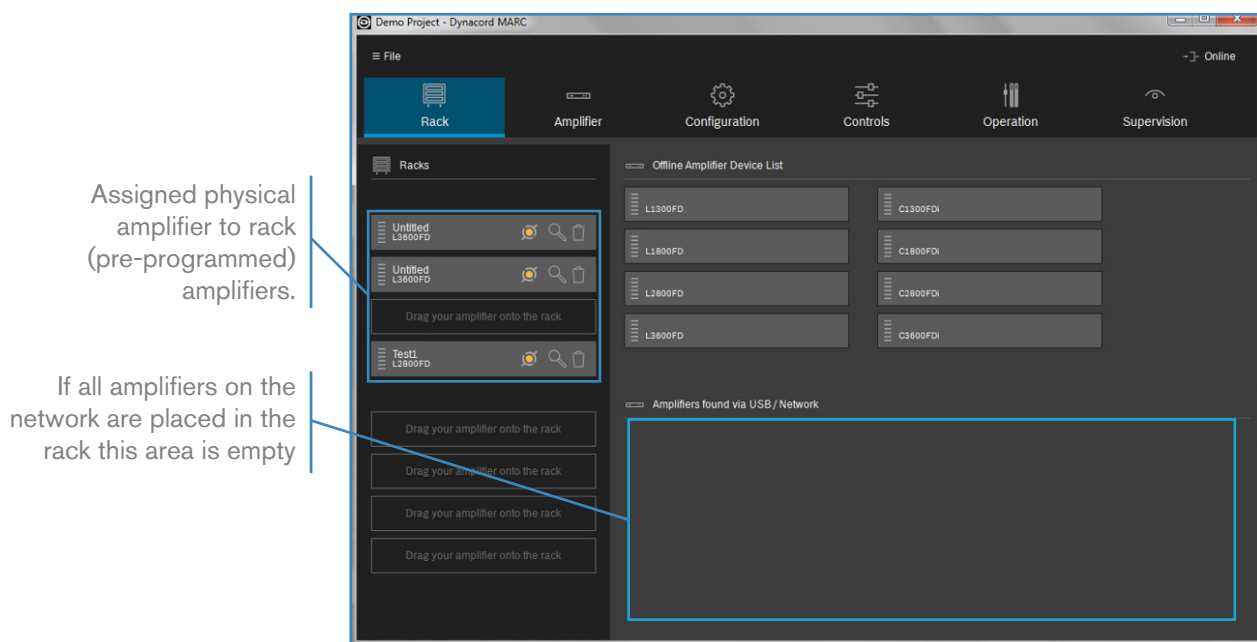 Demo Project - Dynacord MARC
≡ File
Online
Rack
Amplifier
Configuration
Controls
Operation
Supervision
Racks
Offline Amplifier Device List
Assigned physical
amplifier to rack
(pre-programmed)
amplifiers.
Untitled
L3600FD
Untitled
L3600FD
Drag your amplifier onto the rack
Test1
L2800FD
L1300FD
C1300FDi
L1800FD
C1800FDi
L2800FD
C2800FDi
L3600FD
C3600FDi
If all amplifiers on the
network are placed in the
rack this area is empty
Amplifiers found via USB / Network
Drag your amplifier onto the rack
Drag your amplifier onto the rack
Drag your amplifier onto the rack
Drag your amplifier onto the rack